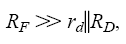 R_F ≫ r_d∥R_D,